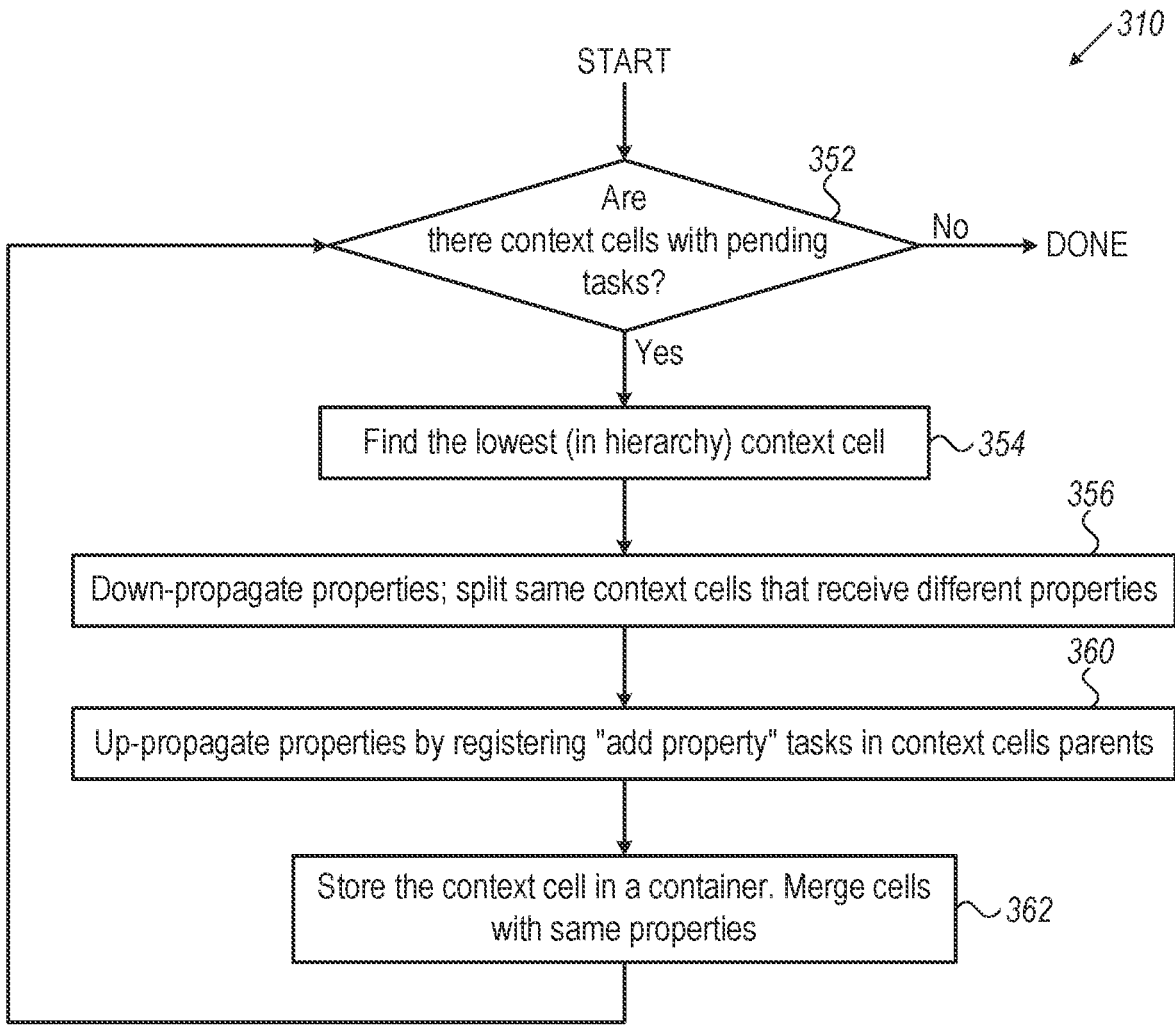 310
START
352
Are
there context cells with pending
tasks?
No
DONE
Yes
Find the lowest (in hierarchy) context cell
354
356
Down-propagate properties; split same context cells that receive different properties
360
Up-propagate properties by registering "add property" tasks in context cells parents
Store the context cell in a container. Merge cells
with same properties
362